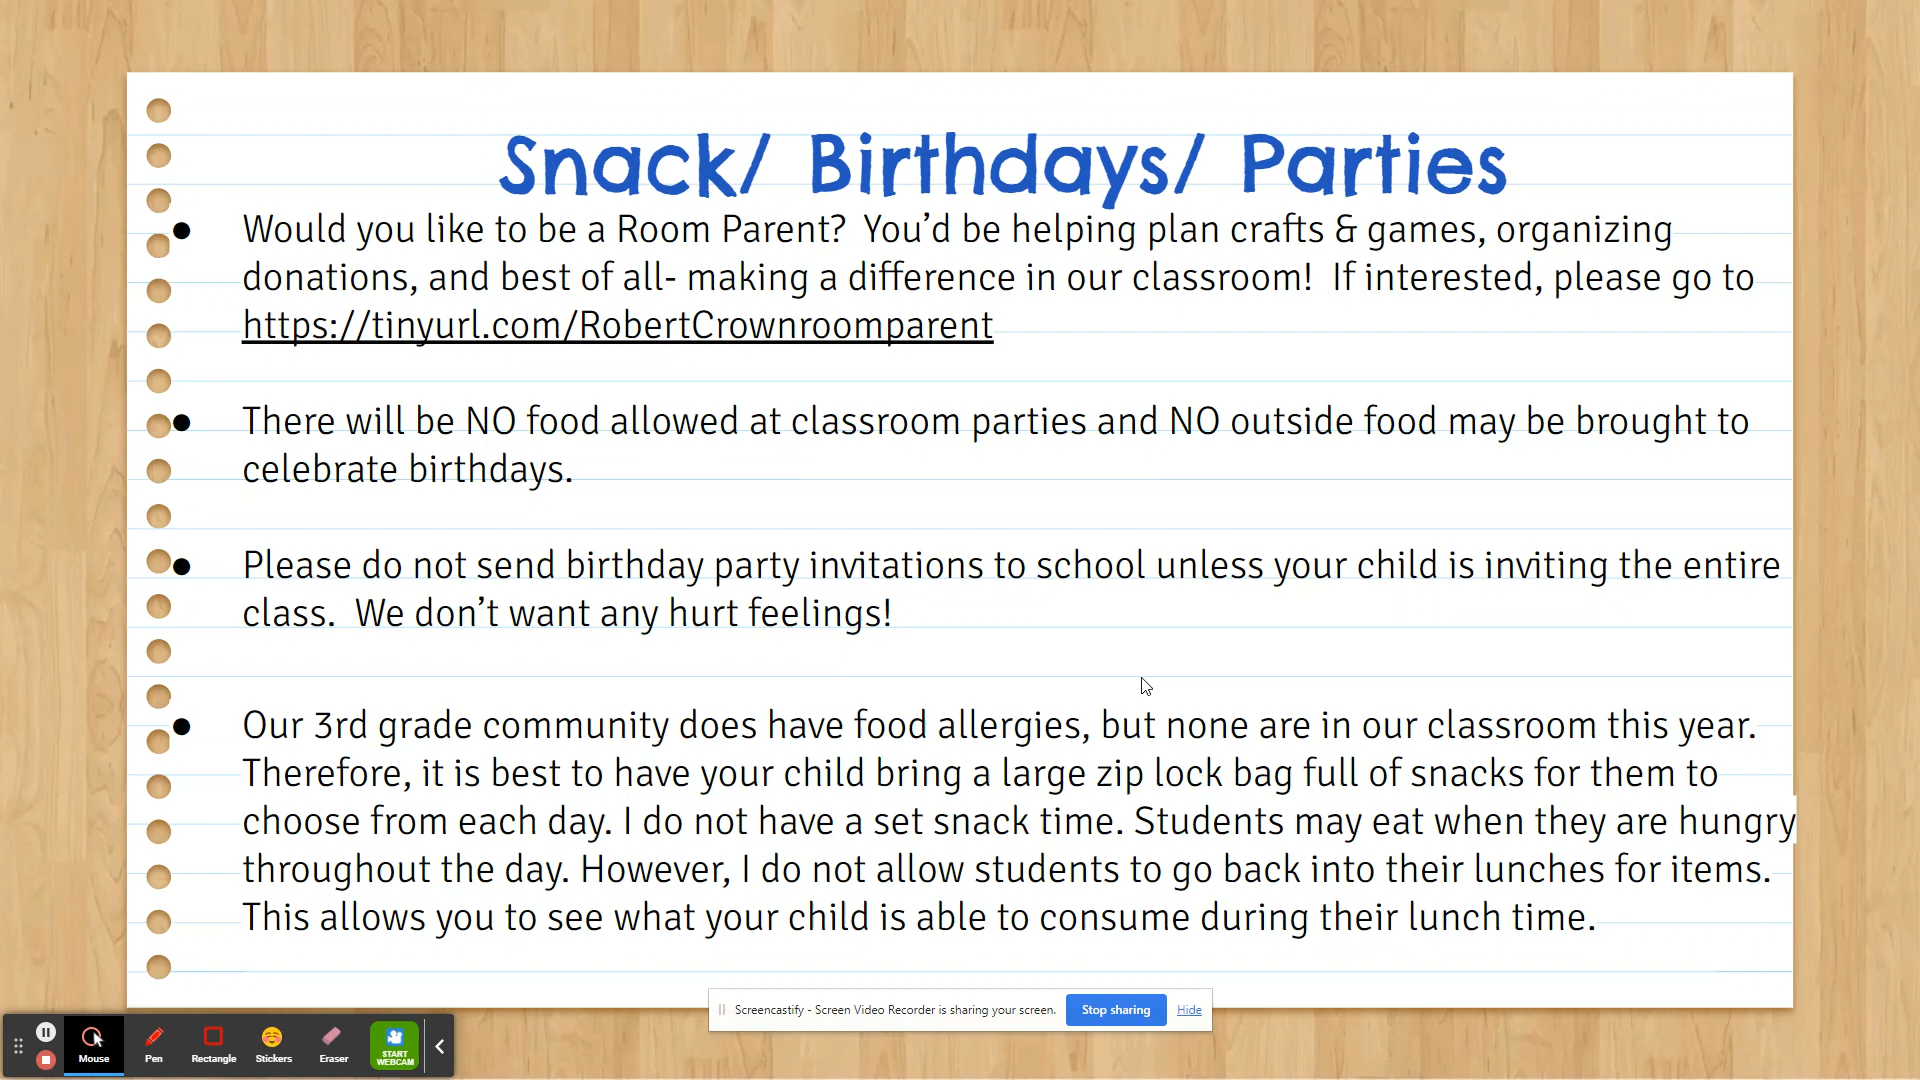 Snack/ Birthdays/ Parties
● Would you like to be a Room Parent?  You’d be helping plan crafts & games, organizing
donations, and best of all- making a difference in our classroom!  If interested, please go to
https://tinyurl.com/RobertCrownroomparent
● There will be NO food allowed at classroom parties and NO outside food may be brought to
celebrate birthdays.
● Please do not send birthday party invitations to school unless your child is inviting the entire
class.  We don’t want any hurt feelings!
● Our 3rd grade community does have food allergies, but none are in our classroom this year.
Therefore, it is best to have your child bring a large zip lock bag full of snacks for them to
choose from each day. I do not have a set snack time. Students may eat when they are hungry
throughout the day. However, I do not allow students to go back into their lunches for items.
This allows you to see what your child is able to consume during their lunch time.
Screencastify - Screen Video Recorder is sharing your screen. Stop sharing Hide
Mouse Pen Rectangle Stickers Eraser START
WEBCAM